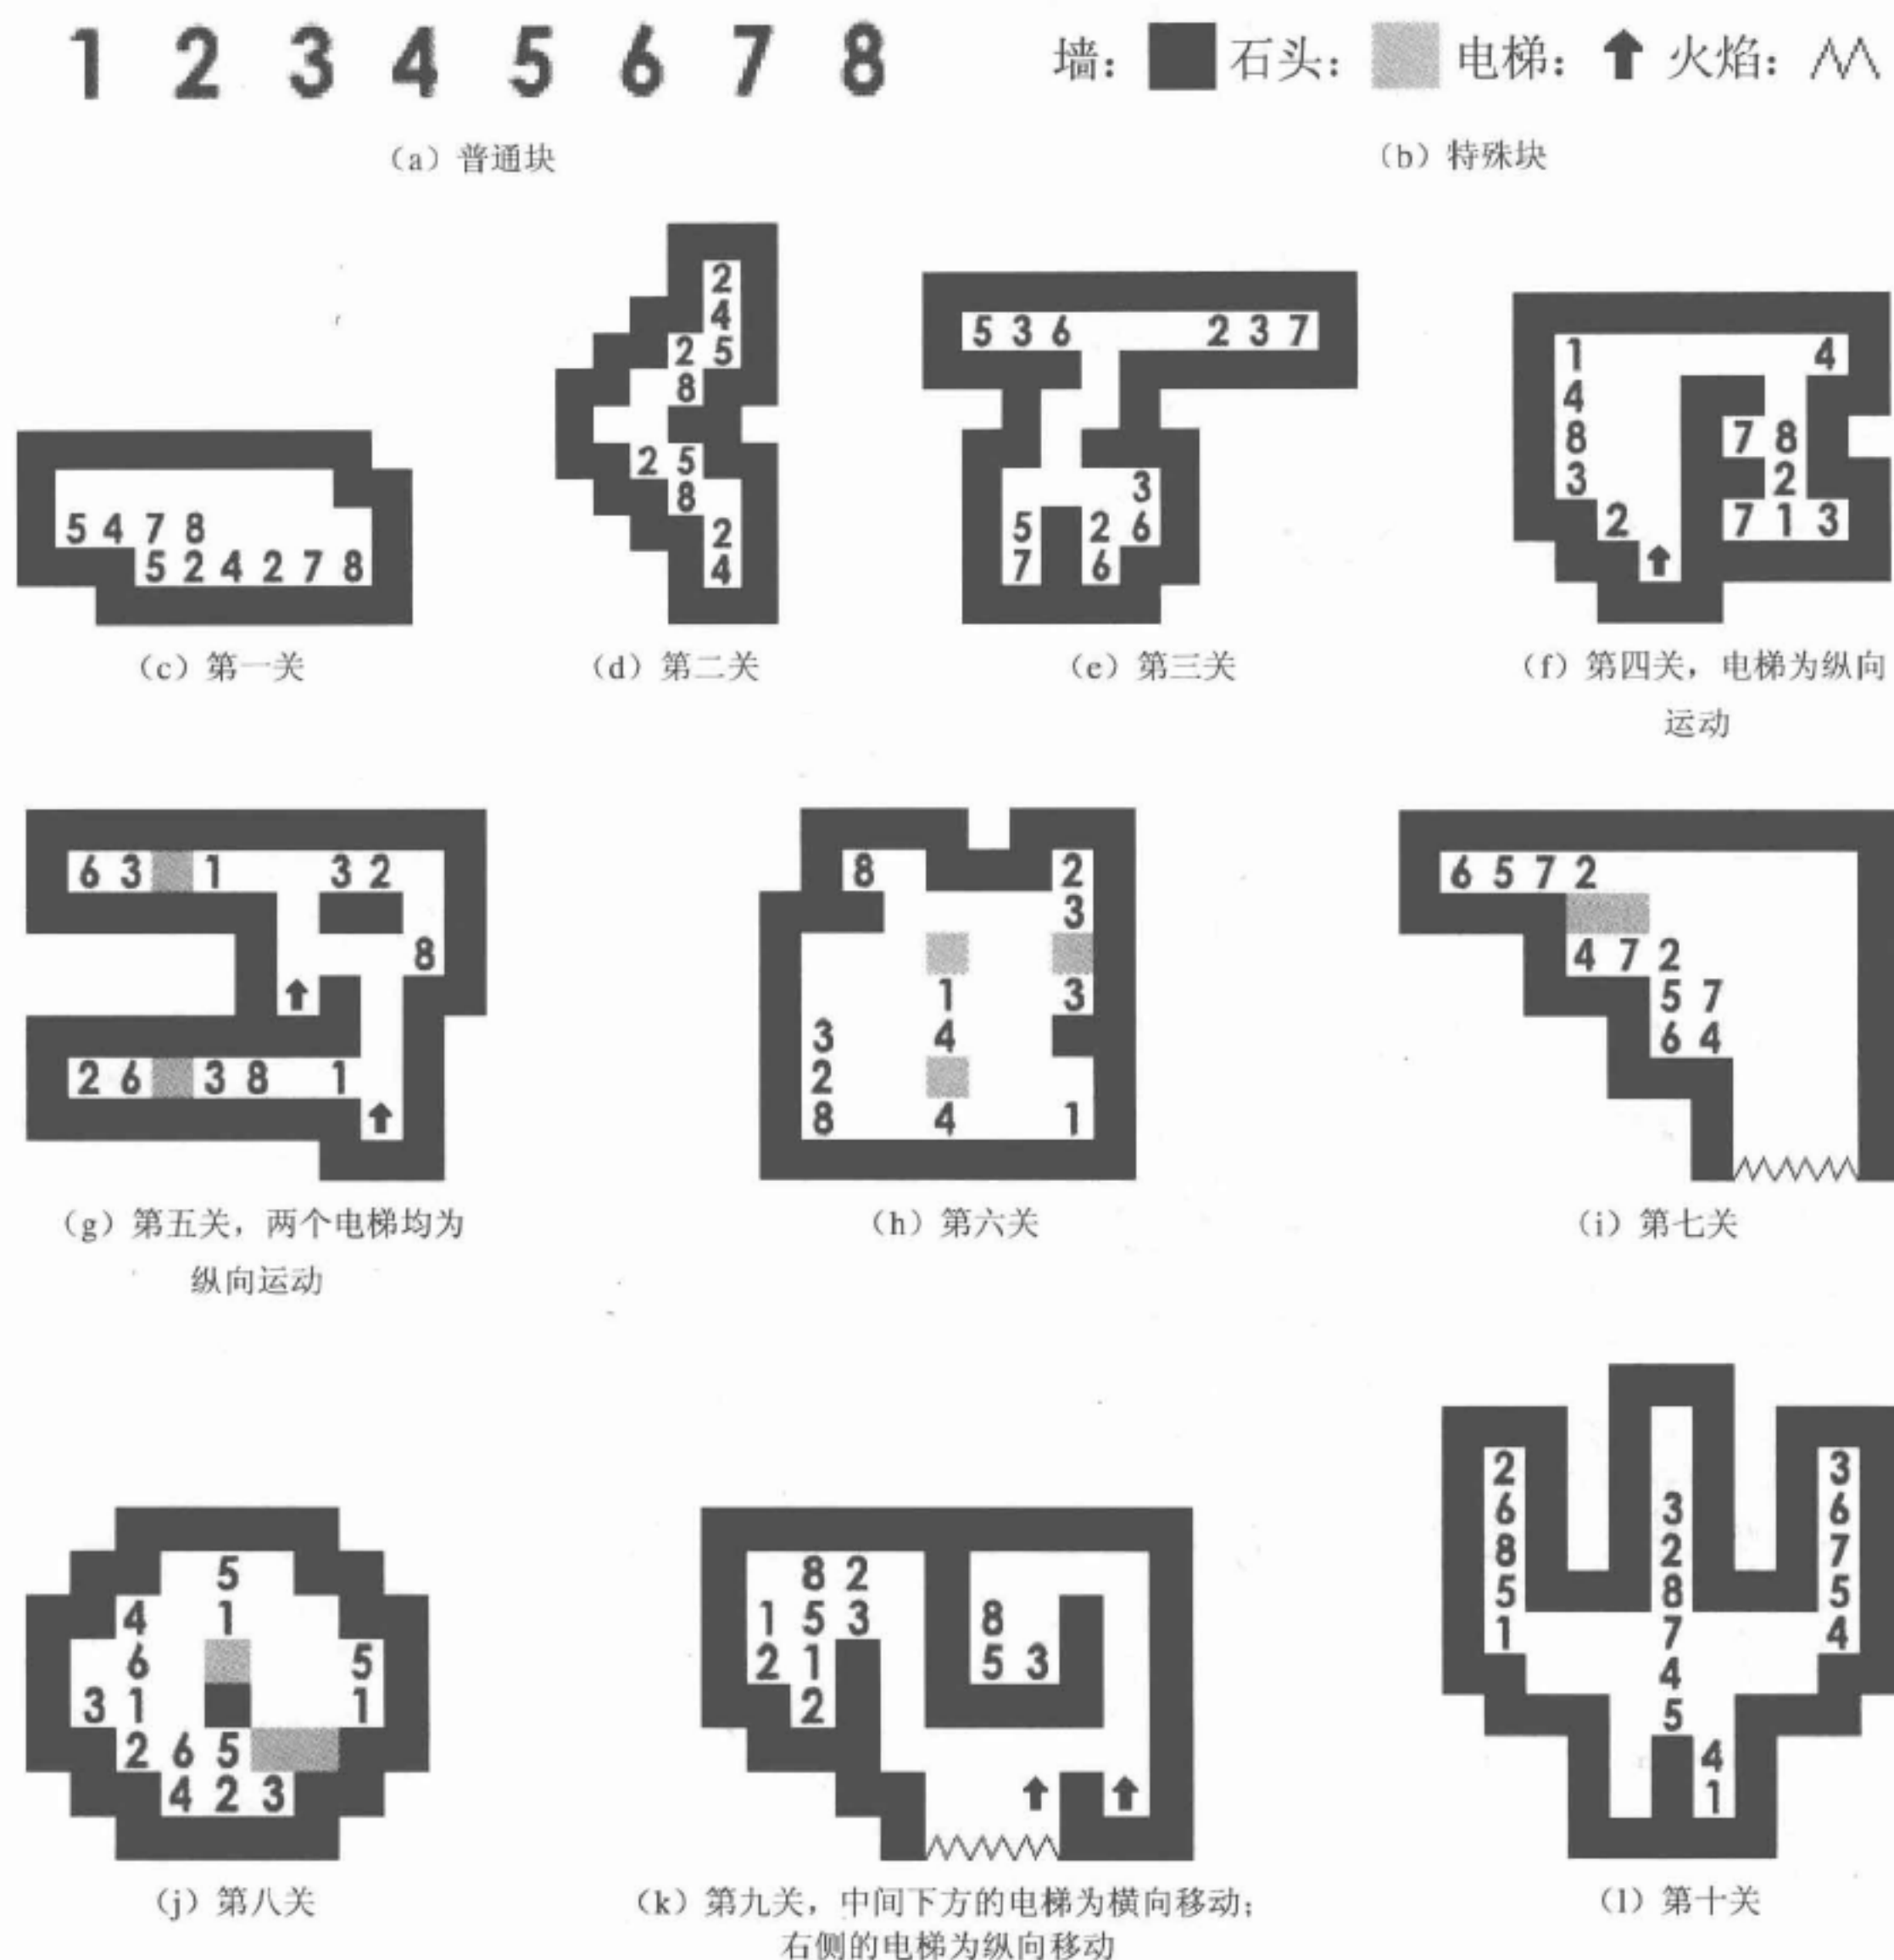 1 2 3 4 5 6 7 8
墙： 石头： 电梯： 火焰：
（a）普通块
（b）特殊块
5 4 7 8
5 2 4 2 7 8
（c）第一关
2
4
2 5
8
2 5
8
2
4
（d）第二关
5 3 6 2 3 7
3
5 2 6
7 6
（e）第三关
1 4
4
8 7 8
3 2
2 7 1 3
（f）第四关，电梯为纵向
运动
6 3 1 3 2
8
2 6 3 8 1
（g）第五关，两个电梯均为
纵向运动
8 2
3
1 3
3 4
2
8 4 1
（h）第六关
6 5 7 2
4 7 2
5 7
6 4
（i）第七关
5
4 1
6 5
3 1 1
2 6 5
4 2 3
（j）第八关
8 2
1 5 3 8
2 1 5 3
2
（k）第九关，中间下方的电梯为横向移动；
右侧的电梯为纵向移动
2 3
6 3 6
8 2 7
5 8 5
1 7 4
4
5
4
1
（l）第十关